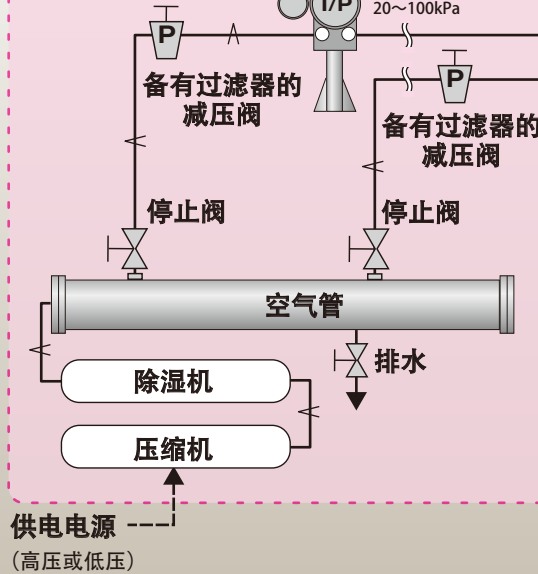 I/P
20～100kPa
P
备有过滤器的
减压阀
P
备有过滤器的
减压阀
停止阀
停止阀
空气管
排水
除湿机
压缩机
供电电源
（高压或低压）